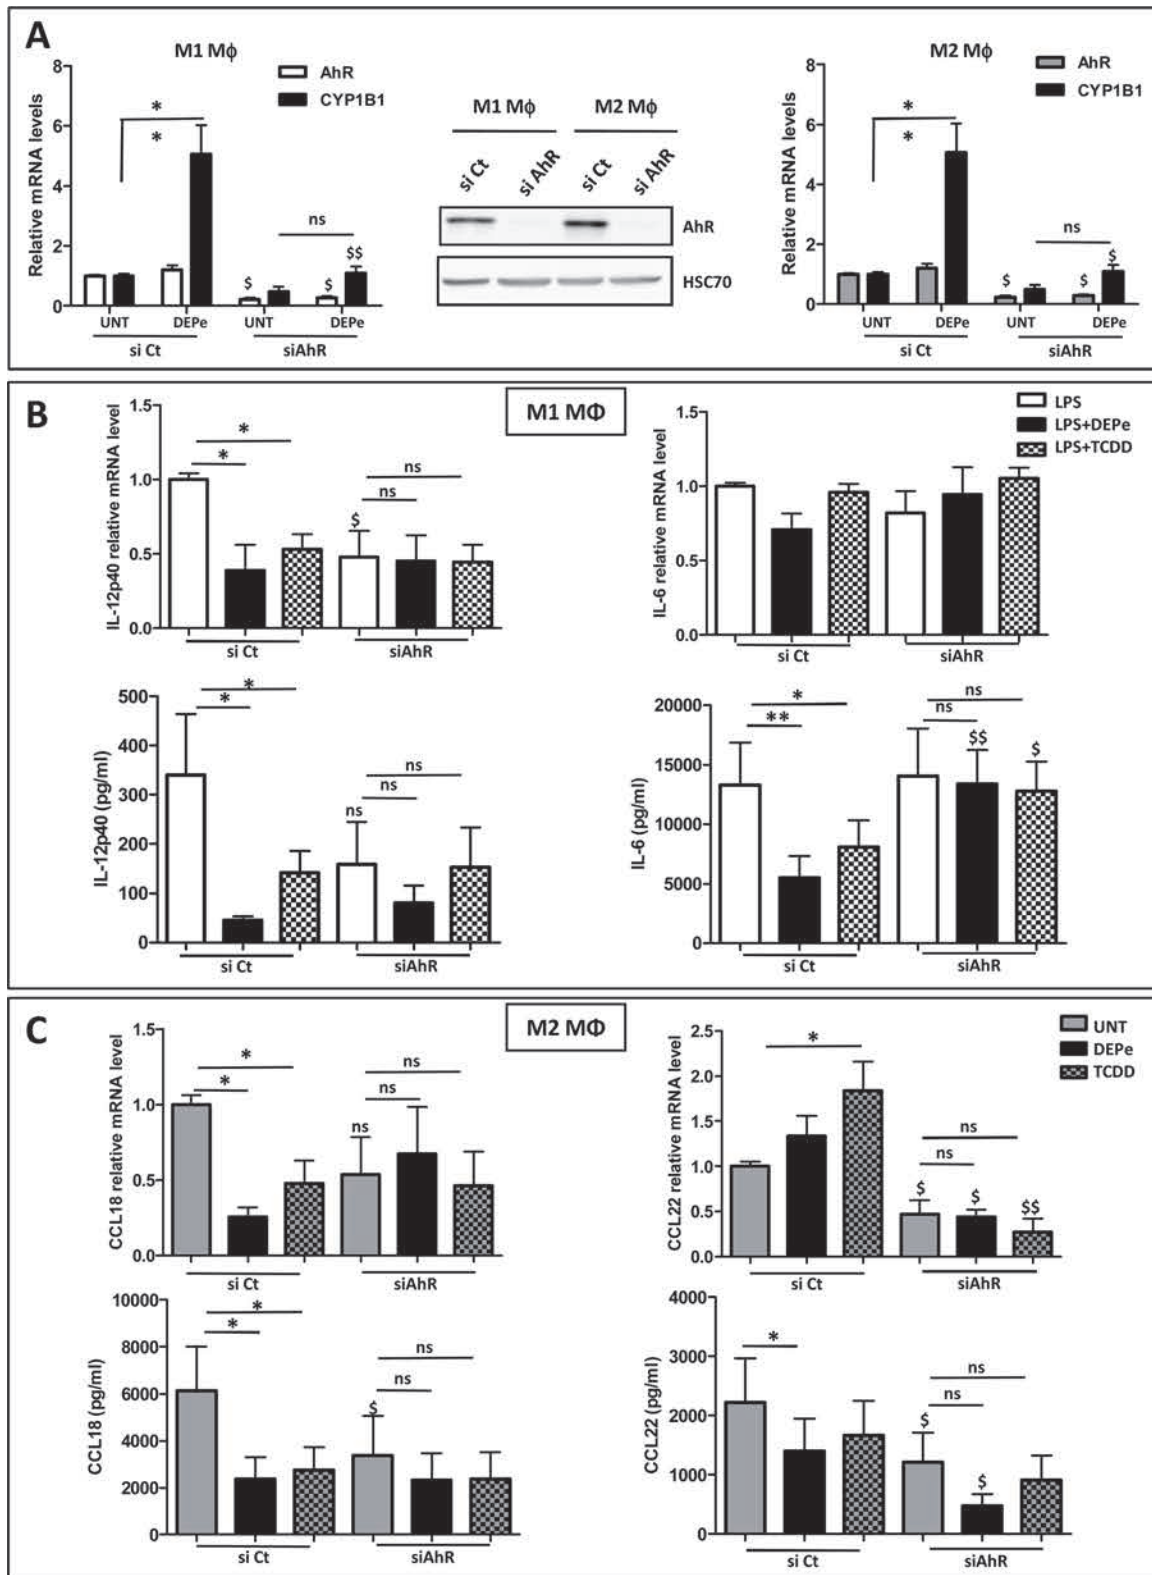 A
M1 Mϕ
AhR
CYP1B1
Relative mRNA levels
8
6
4
2
0
*
*
ns
$
$
$$
UNT
DEPe
UNT
DEPe
si Ct
siAhR
M1 Mϕ
M2 Mϕ
si Ct
si AhR
si Ct
si AhR
AhR
HSC70
M2 Mϕ
AhR
CYP1B1
Relative mRNA levels
8
6
4
2
0
*
*
ns
$
$
$
UNT
DEPe
UNT
DEPe
si Ct
siAhR
B
M1 MΦ
IL-12p40 relative mRNA level
1.5
1.0
0.5
0.0
*
*
ns
ns
$
si Ct
siAhR
LPS
LPS+DEPe
LPS+TCDD
IL-6 relative mRNA level
1.5
1.0
0.5
0.0
si Ct
siAhR
IL-12p40 (pg/ml)
500
400
300
200
100
0
*
*
ns
ns
ns
si Ct
siAhR
IL-6 (pg/ml)
20000
15000
10000
5000
0
*
**
ns
ns
$$
$
si Ct
siAhR
C
M2 MΦ
CCL18 relative mRNA level
1.5
1.0
0.5
0.0
*
*
ns
ns
ns
si Ct
siAhR
UNT
DEPe
TCDD
CCL22 relative mRNA level
2.5
2.0
1.5
1.0
0.5
0.0
*
ns
ns
$
$
$$
si Ct
siAhR
CCL18 (pg/ml)
10000
8000
6000
4000
2000
0
*
*
ns
ns
$
si Ct
siAhR
CCL22 (pg/ml)
4000
3000
2000
1000
0
*
ns
ns
$
$
si Ct
siAhR